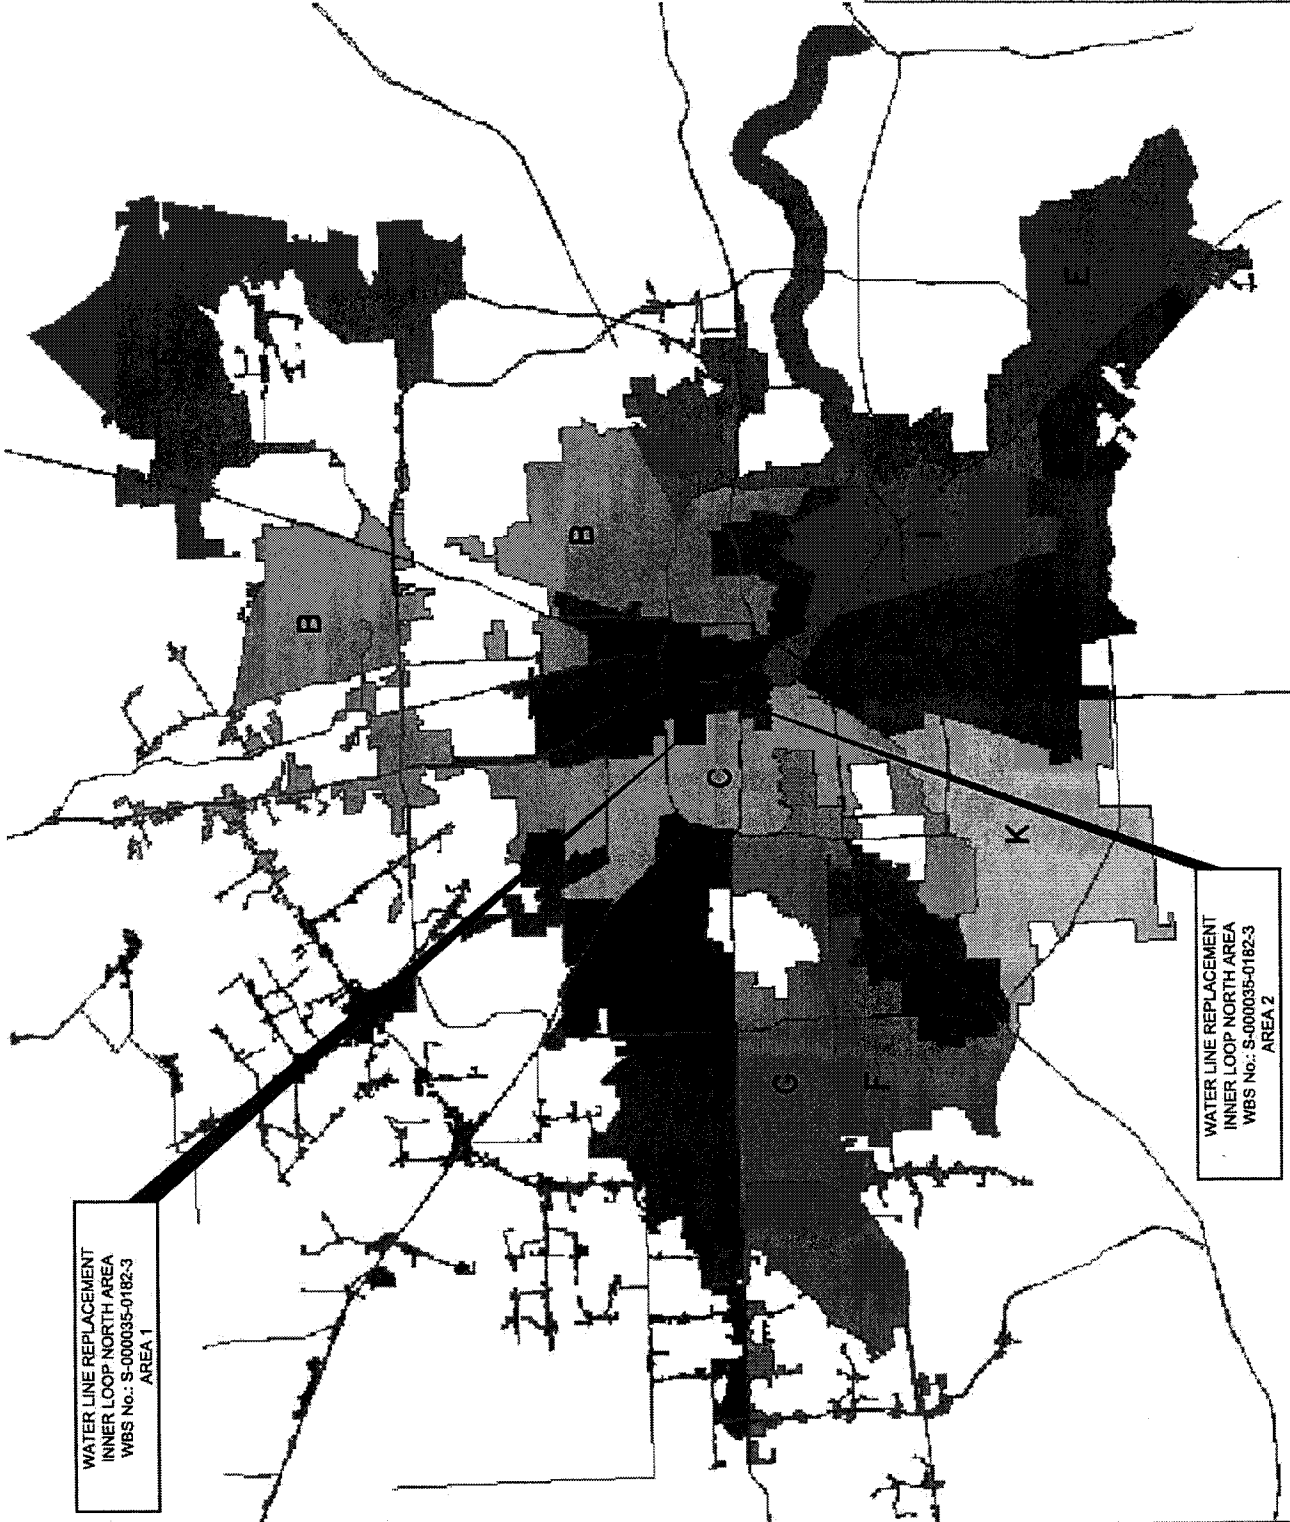 WATER LINE REPLACEMENT
INNER LOOP NORTH AREA
WBS No.: S-000035-0182-3
AREA 1
B
B
E
I
C
K
G
F
WATER LINE REPLACEMENT
INNER LOOP NORTH AREA
WBS No.: S-000035-0182-3
AREA 2